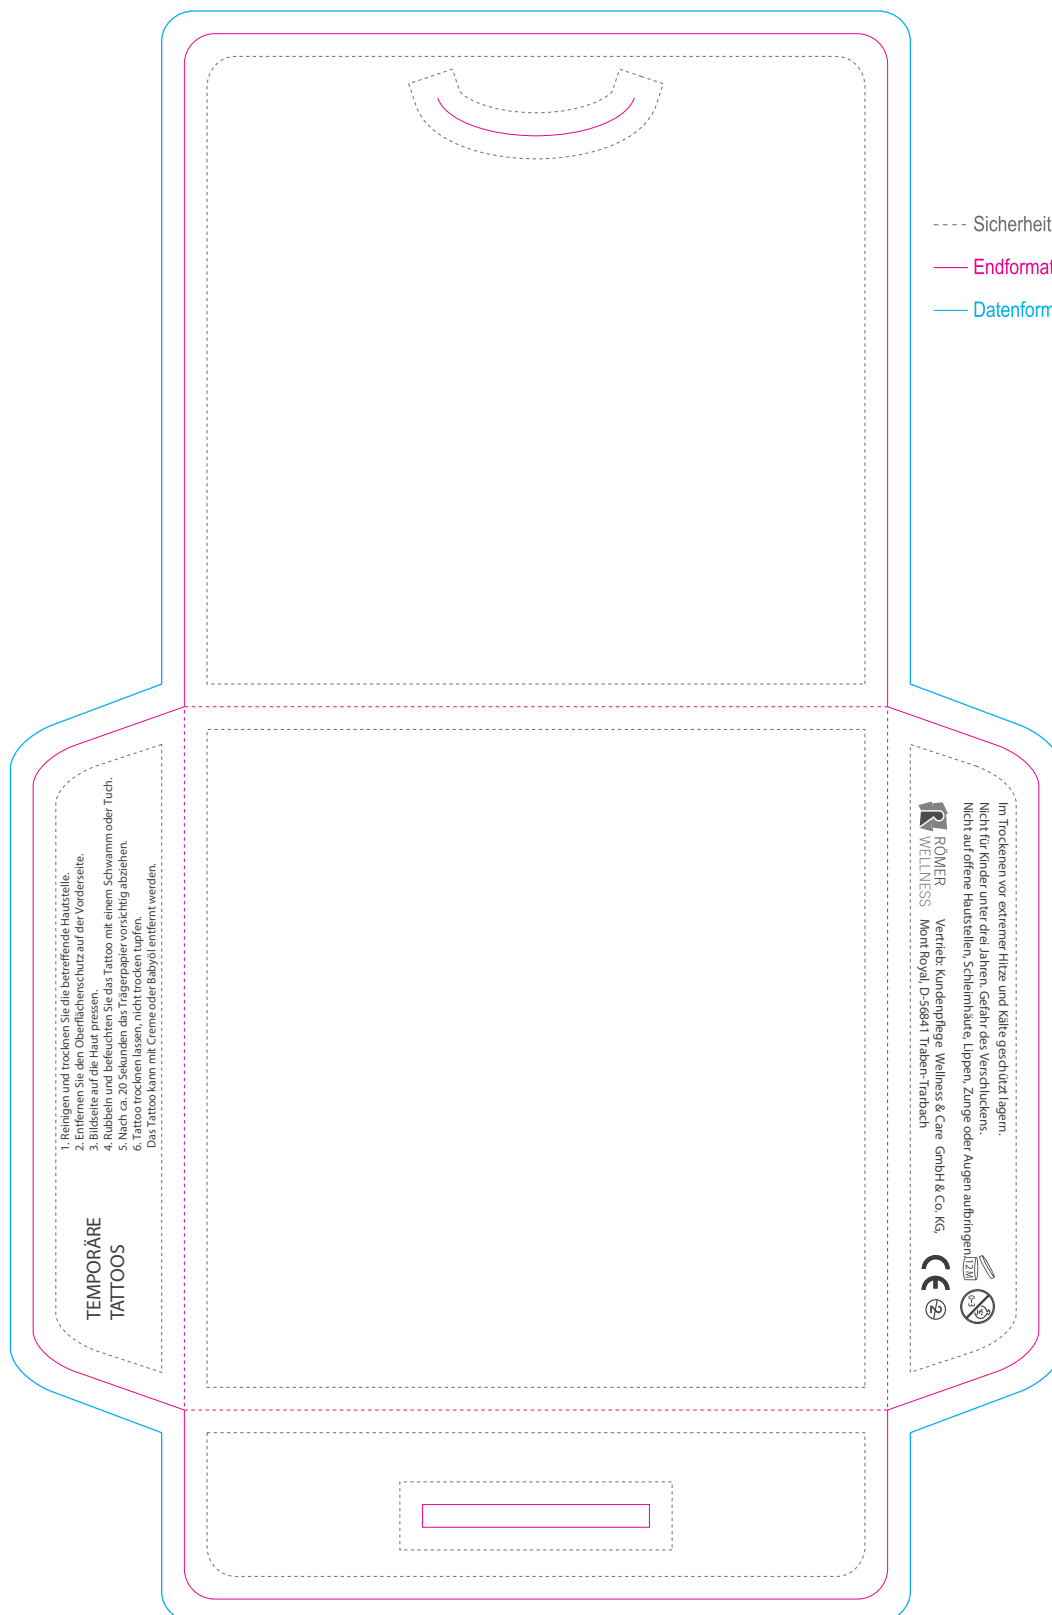 Sicherheit
Endformat
Datenform
1. Reinigen und trocknen Sie die betreffende Hautstelle.
2. Entfernen Sie den Oberflächenschutz auf der Vorderseite.
3. Bildseite auf die Haut pressen.
4. Rubbeln und befeuchten Sie das Tattoo mit einem Schwamm oder Tuch.
5. Nach ca. 20 Sekunden das Trägerpapier vorsichtig abziehen.
6. Tattoo trocknen lassen, nicht trocken tupfen.
Das Tattoo kann mit Creme oder Babyöl entfernt werden.
TEMPORÄRE
TATTOOS
Im Trockenen vor extremer Hitze und Kälte geschützt lagern.
Nicht für Kinder unter drei Jahren. Gefahr des Verschluckens.
Nicht auf offene Hautstellen, Schleimhäute, Lippen, Zunge oder Augen aufbringen.
12 M
0-3
R
RÖMER
WELLNESS
Vertrieb: Kundenpflege Wellness & Care GmbH & Co. KG,
Mont Royal, D-56841 Traben-Trarbach
CE
2